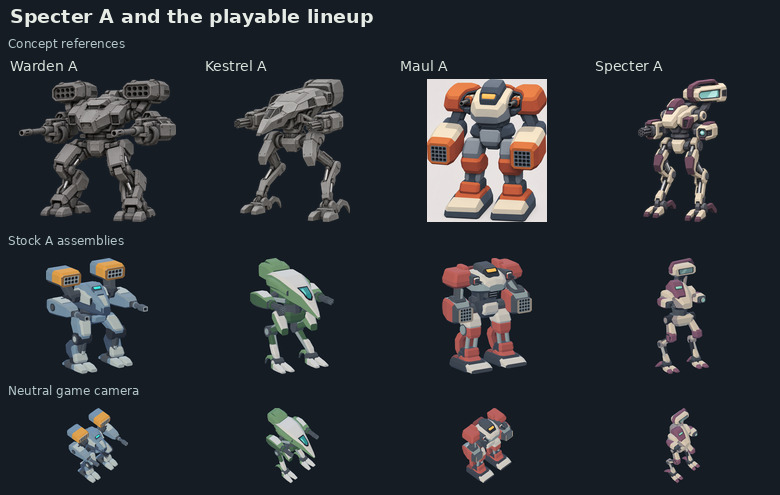 Specter A and the playable lineup
Concept references
Warden A
Kestrel A
Maul A
Specter A
Stock A assemblies
Neutral game camera